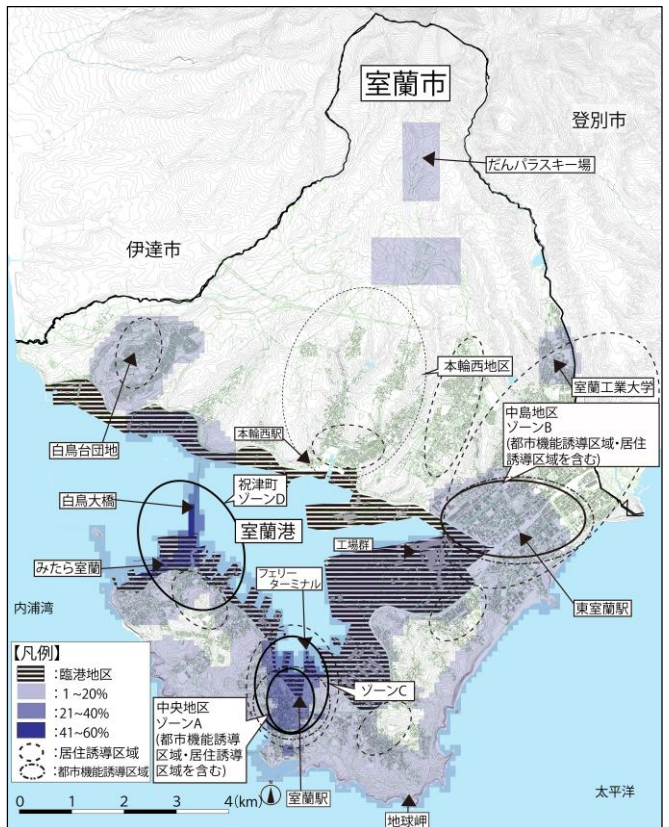 室蘭市
登別市
だんパラスキー場
伊達市
本輪西地区
室蘭工業大学
中島地区
ゾーンB
(都市機能誘導区域・居住
誘導区域を含む)
白鳥台団地
本輪西駅
白鳥大橋
祝津町
ゾーンD
室蘭港
みたら室蘭
工場群
フェリー
ターミナル
東室蘭駅
内浦湾
【凡例】
:臨港地区
:1~20%
:21~40%
:41~60%
:居住誘導区域
:都市機能誘導区域
中央地区
ゾーンA
(都市機能誘導
区域・居住誘導
区域を含む)
ゾーンC
室蘭駅
地球岬
太平洋
0 1 2 3 4(km)